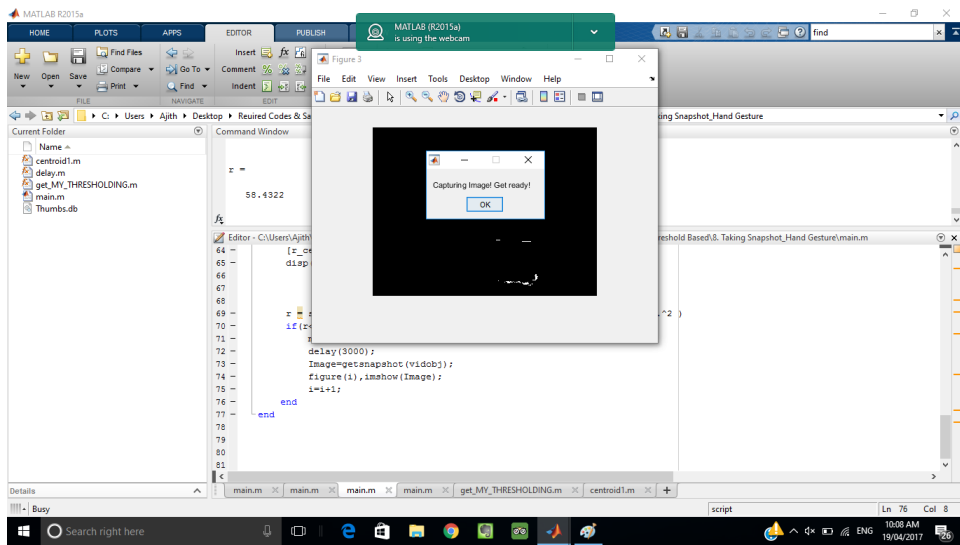 MATLAB R2015a
MATLAB (R2015a)
is using the webcam
HOME PLOTS APPS EDITOR PUBLISH
find
New Open Save
Find Files
Compare
Print
Go To
Find
Insert
Comment
Indent
FILE NAVIGATE EDIT
C: Users Ajith Desktop Reuired Codes & Sa
king Snapshot_Hand Gesture
Current Folder
Name
centroid1.m
delay.m
get_MY_THRESHOLDING.m
main.m
Thumbs.db
Details
Command Window
r =
58.4322
fx
Figure 3
File Edit View Insert Tools Desktop Window Help
Capturing Image! Get ready!
OK
Editor - C:\Users\Ajith
reshold Based\8. Taking Snapshot_Hand Gesture\main.m
64 - [r_ce
65 - disp
66
67
68
69 - r = s .^2 )
70 - if(r<
71 -
72 - delay(3000);
73 - Image=getsnapshot(vidobj);
74 - figure(i),imshow(Image);
75 - i=i+1;
76 - end
77 - end
78
79
80
81
main.m main.m main.m main.m get_MY_THRESHOLDING.m centroid1.m
Busy
script Ln 76 Col 8
Search right here
ENG
10:08 AM
19/04/2017
26